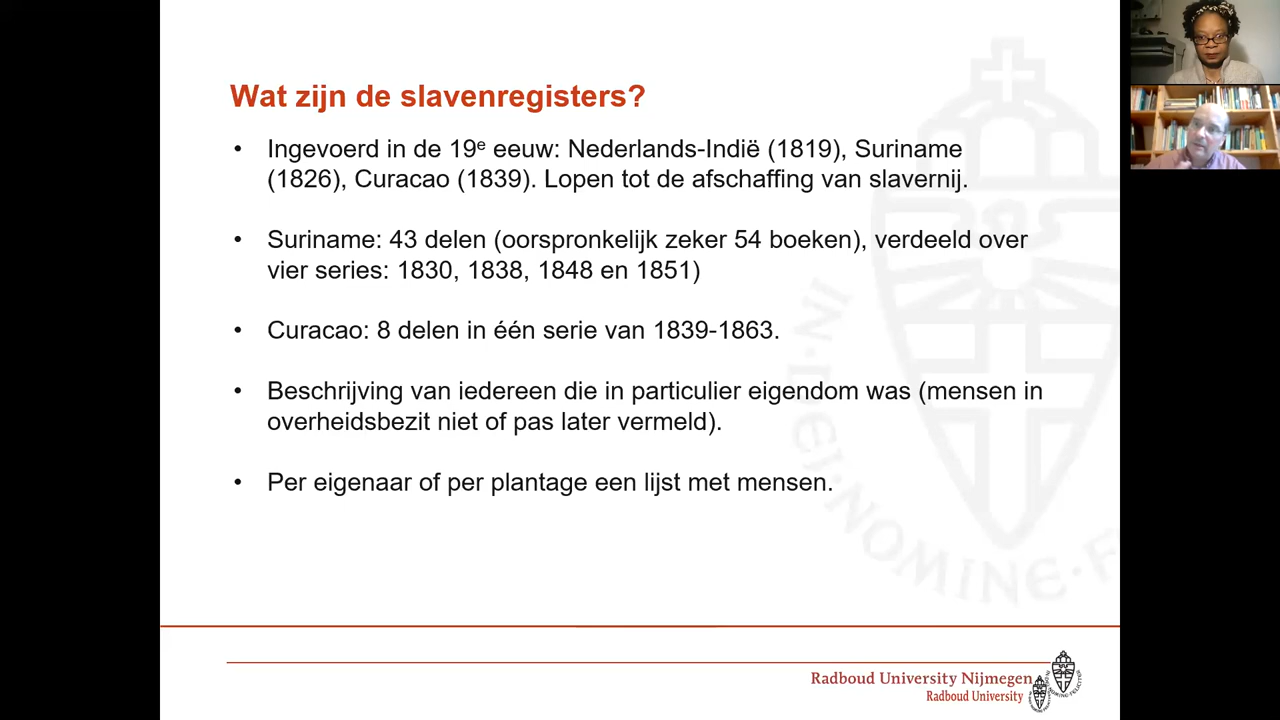 Wat zijn de slavenregisters?
• Ingevoerd in de 19e eeuw: Nederlands-Indië (1819), Suriname
(1826), Curacao (1839). Lopen tot de afschaffing van slavernij.
• Suriname: 43 delen (oorspronkelijk zeker 54 boeken), verdeeld over
vier series: 1830, 1838, 1848 en 1851)
• Curacao: 8 delen in één serie van 1839-1863.
• Beschrijving van iedereen die in particulier eigendom was (mensen in
overheidsbezit niet of pas later vermeld).
• Per eigenaar of per plantage een lijst met mensen.
IN·DEI·NOMINE·F
Radboud University Nijmegen
Radboud University